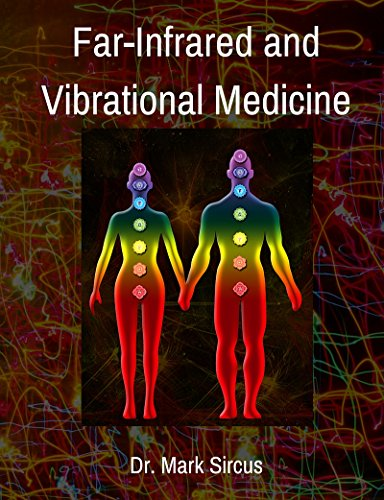 Far-Infrared and
Vibrational Medicine
Dr. Mark Sircus